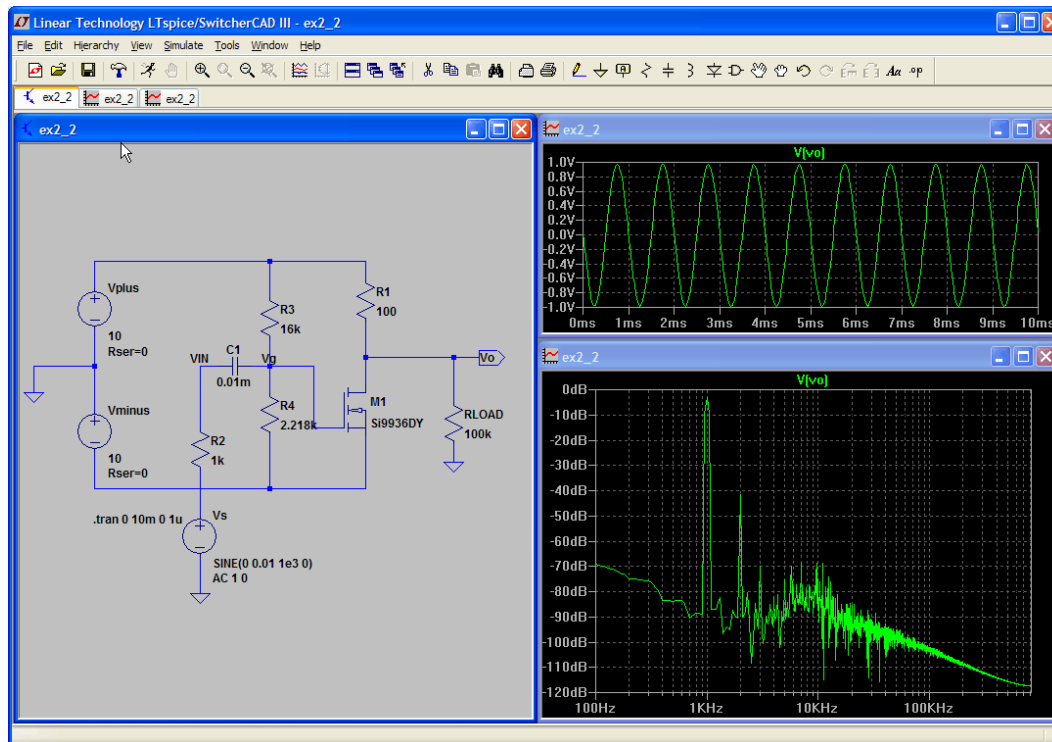 Linear Technology LTspice/SwitcherCAD III - ex2_2
File Edit Hierarchy View Simulate Tools Window Help
Aa .op
ex2_2 ex2_2 ex2_2
ex2_2
Vplus
10
Rser=0
Vminus
10
Rser=0
VIN
C1
0.01m
Vg
R3
16k
R4
2.218k
R2
1k
R1
100
M1
Si9936DY
Vo
RLOAD
100k
.tran 0 10m 0 1u
Vs
SINE(0 0.01 1e3 0)
AC 1 0
ex2_2
V(vo)
1.0V
0.8V
0.6V
0.4V
0.2V
0.0V
-0.2V
-0.4V
-0.6V
-0.8V
-1.0V
0ms 1ms 2ms 3ms 4ms 5ms 6ms 7ms 8ms 9ms 10ms
ex2_2
V(vo)
0dB
-10dB
-20dB
-30dB
-40dB
-50dB
-60dB
-70dB
-80dB
-90dB
-100dB
-110dB
-120dB
100Hz 1KHz 10KHz 100KHz